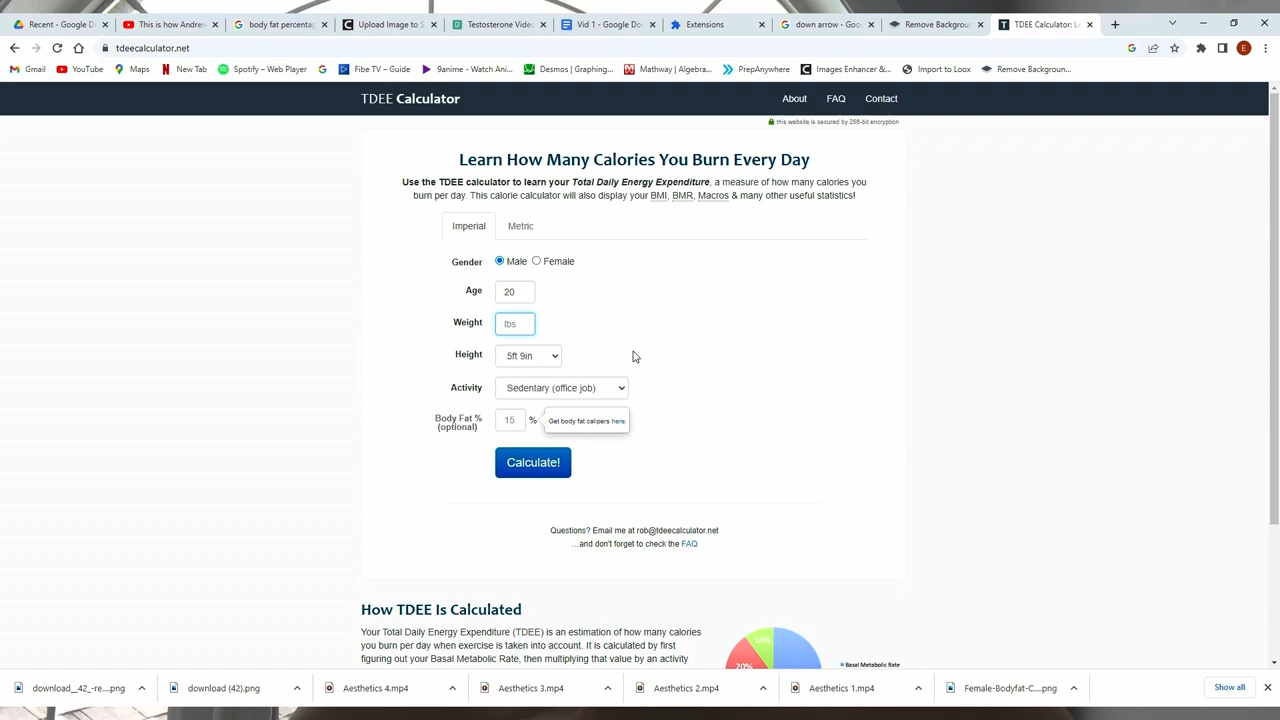 Recent - Google D
This is how Andrew
body fat percentag
Upload Image to S
Testosterone Video
Vid 1 - Google Do
Extensions
down arrow - Goo
Remove Backgroun
TDEE Calculator: L
tdeecalculator.net
E
Gmail
YouTube
Maps
New Tab
Spotify – Web Player
Fibe TV – Guide
9anime - Watch Ani...
Desmos | Graphing...
Mathway | Algebra...
PrepAnywhere
Images Enhancer &...
Import to Loox
Remove Backgroun...
TDEE Calculator
About
FAQ
Contact
this website is secured by 256-bit encryption
Learn How Many Calories You Burn Every Day
Use the TDEE calculator to learn your Total Daily Energy Expenditure, a measure of how many calories you
burn per day. This calorie calculator will also display your BMI, BMR, Macros & many other useful statistics!
Imperial
Metric
Gender
Male
Female
Age
20
Weight
lbs
Height
5ft 9in
Activity
Sedentary (office job)
Body Fat %
(optional)
15
%
Get body fat calipers here.
Calculate!
Questions? Email me at rob@tdeecalculator.net
...and don't forget to check the FAQ
How TDEE Is Calculated
Your Total Daily Energy Expenditure (TDEE) is an estimation of how many calories
you burn per day when exercise is taken into account. It is calculated by first
figuring out your Basal Metabolic Rate, then multiplying that value by an activity
10%
20%
Basal Metabolic Rate
download__42_-re....png
download (42).png
Aesthetics 4.mp4
Aesthetics 3.mp4
Aesthetics 2.mp4
Aesthetics 1.mp4
Female-Bodyfat-C....png
Show all